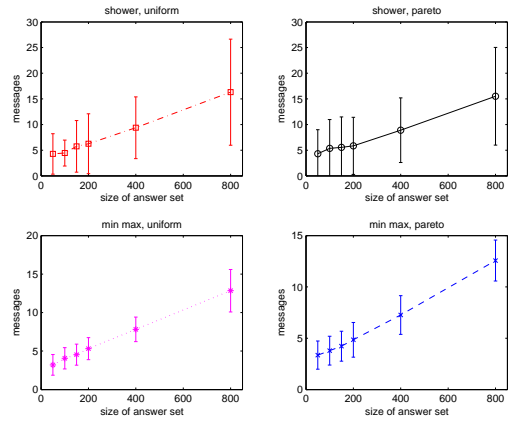 shower, uniform
30
25
20
15
10
5
0
messages
0 200 400 600 800
size of answer set
shower, pareto
30
25
20
15
10
5
0
messages
0 200 400 600 800
size of answer set
min max, uniform
20
15
10
5
0
messages
0 200 400 600 800
size of answer set
min max, pareto
15
10
5
0
messages
0 200 400 600 800
size of answer set